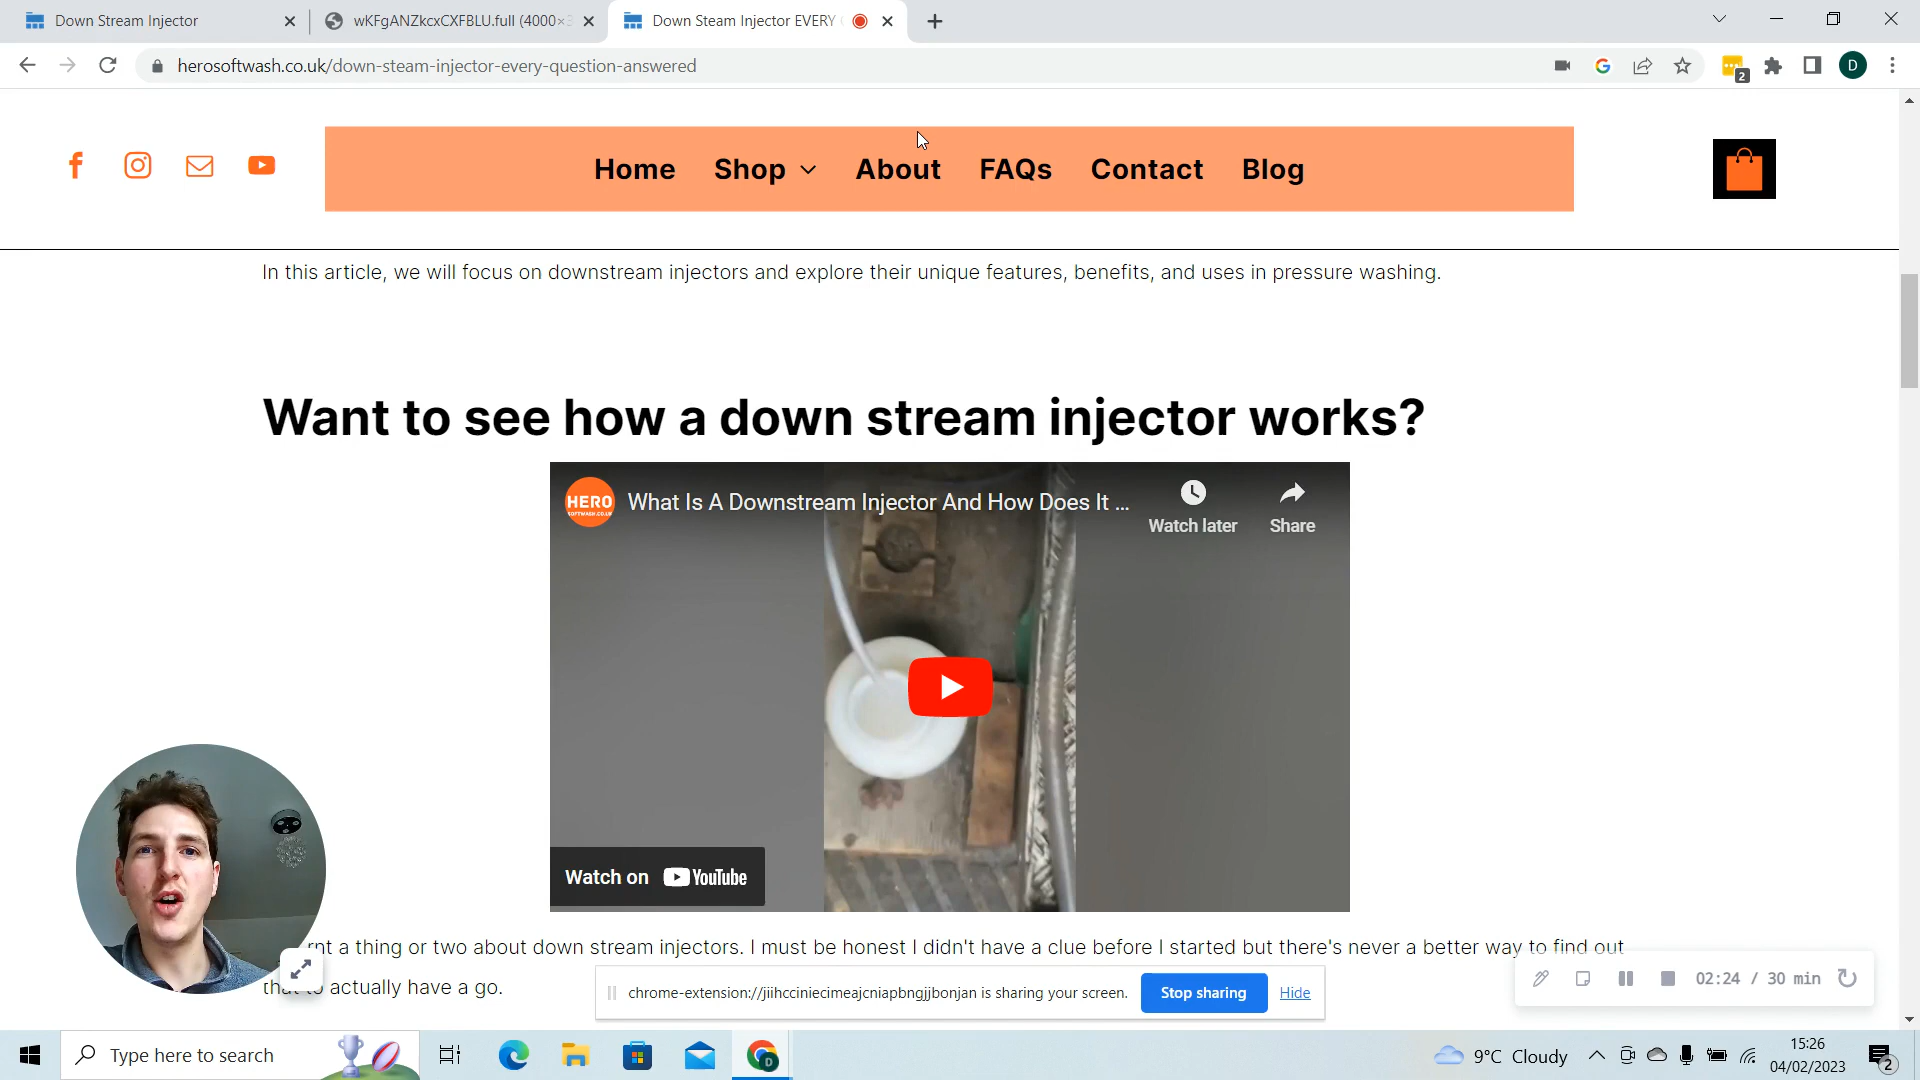 Down Stream Injector
wKFgANZkcxCXFBLU.full (4000×
Down Steam Injector EVERY
herosoftwash.co.uk/down-steam-injector-every-question-answered
2
D
Home Shop About FAQs Contact Blog
In this article, we will focus on downstream injectors and explore their unique features, benefits, and uses in pressure washing.
Want to see how a down stream injector works?
HERO
SOFTWASH.CO.UK
What Is A Downstream Injector And How Does It ...
Watch later
Share
Watch on YouTube
rnt a thing or two about down stream injectors. I must be honest I didn't have a clue before I started but there's never a better way to find out
actually have a go.
chrome-extension://jiihcciniecimeajcniapbngjjbonjan is sharing your screen.
Stop sharing
Hide
02:24 / 30 min
Type here to search
D
9°C Cloudy
15:26
04/02/2023
2